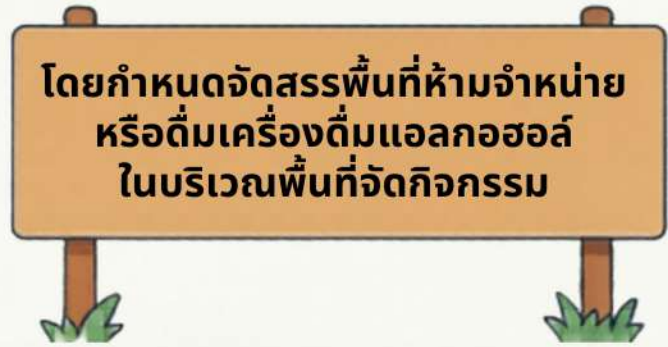 โดยกำหนดจัดสรรพื้นที่ห้ามจำหน่าย
หรือดื่มเครื่องดื่มแอลกอฮอล์
ในบริเวณพื้นที่จัดกิจกรรม